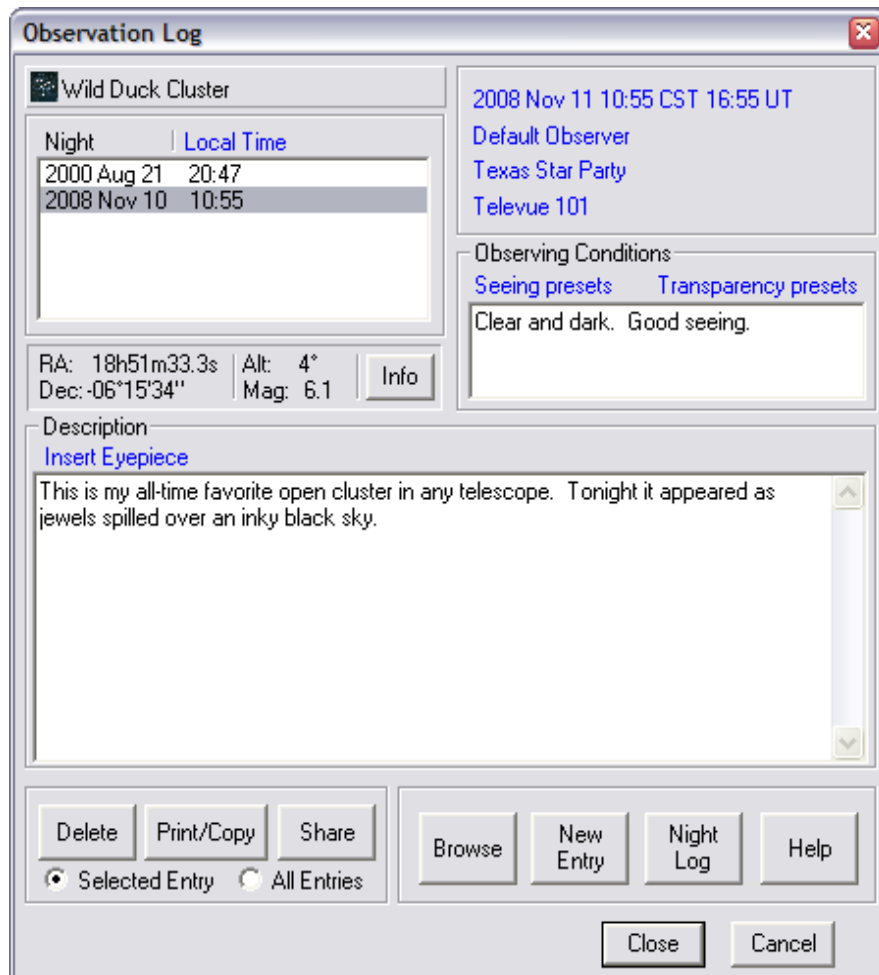 Observation Log
Wild Duck Cluster
2008 Nov 11 10:55 CST 16:55 UT
Default Observer
Texas Star Party
Televue 101
Night Local Time
2000 Aug 21 20:47
2008 Nov 10 10:55
Observing Conditions
Seeing presets Transparency presets
Clear and dark.  Good seeing.
RA: 18h51m33.3s Alt: 4°
Dec: -06°15'34" Mag: 6.1
Info
Description
Insert Eyepiece
This is my all-time favorite open cluster in any telescope.  Tonight it appeared as
jewels spilled over an inky black sky.
Delete Print/Copy Share
Selected Entry All Entries
Browse
New
Entry
Night
Log
Help
Close Cancel